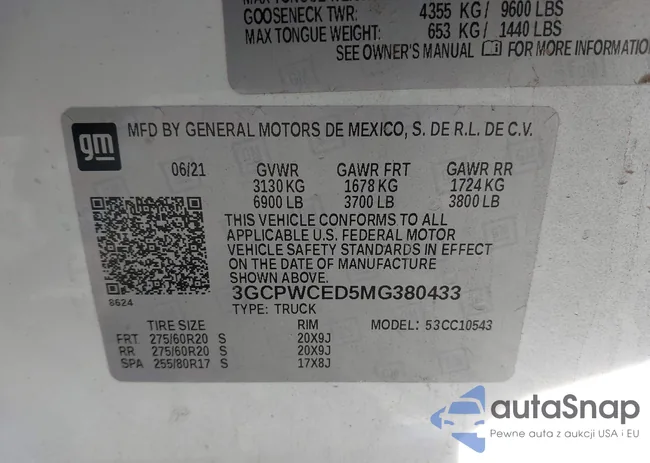 GOOSENECK TWR: 4355 KG / 9600 LBS
MAX TONGUE WEIGHT: 653 KG / 1440 LBS
SEE OWNER'S MANUAL FOR MORE INFORMATION
gm
MFD BY GENERAL MOTORS DE MEXICO, S. DE R.L. DE C.V.
06/21 GVWR GAWR FRT GAWR RR
3130 KG 1678 KG 1724 KG
6900 LB 3700 LB 3800 LB
THIS VEHICLE CONFORMS TO ALL
APPLICABLE U.S. FEDERAL MOTOR
VEHICLE SAFETY STANDARDS IN EFFECT
ON THE DATE OF MANUFACTURE
SHOWN ABOVE.
8624
3GCPWCED5MG380433
TYPE: TRUCK
TIRE SIZE RIM MODEL: 53CC10543
FRT 275/60R20 S 20X9J
RR 275/60R20 S 20X9J
SPA 255/80R17 S 17X8J
autaSnap
Pewne auta z aukcji USA i EU